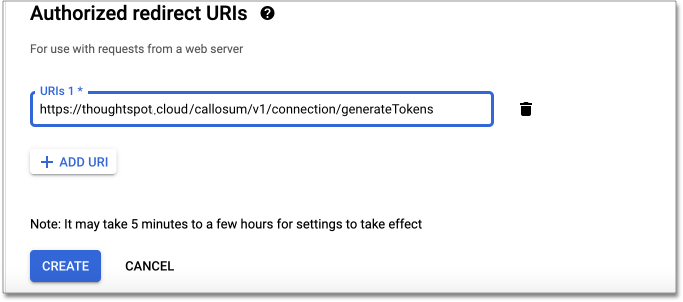 Authorized redirect URIs
For use with requests from a web server
URIs 1 *
https://thoughtspot.cloud/callosum/v1/connection/generateTokens
ADD URI
Note: It may take 5 minutes to a few hours for settings to take effect
CREATE CANCEL